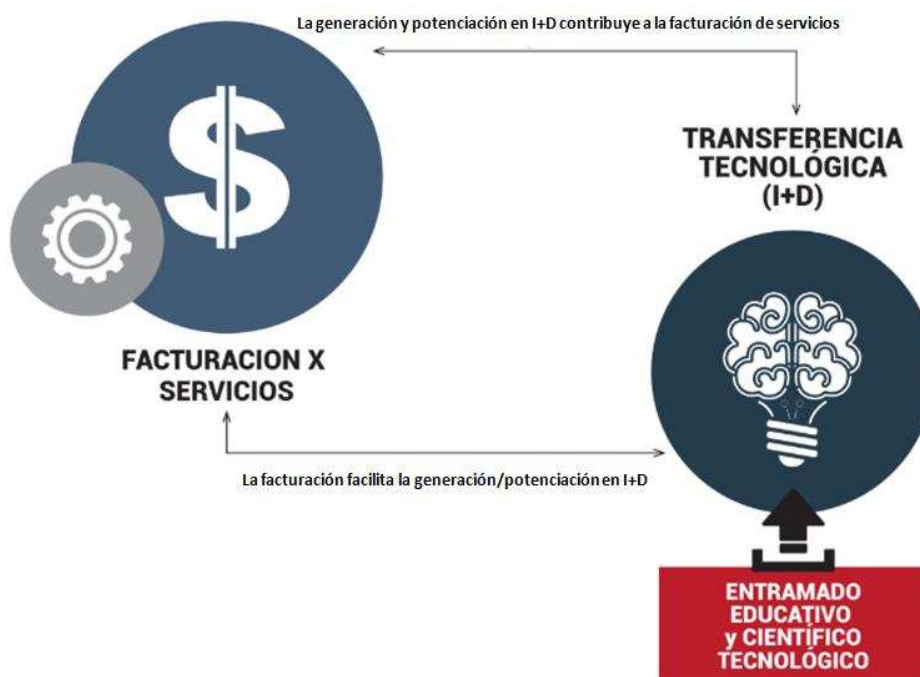 La generación y potenciación en I+D contribuye a la facturación de servicios
TRANSFERENCIA
TECNOLÓGICA
(I+D)
$
FACTURACION X
SERVICIOS
La facturación facilita la generación/potenciación en I+D
ENTRAMADO
EDUCATIVO
y CIENTÍFICO
TECNOLÓGICO